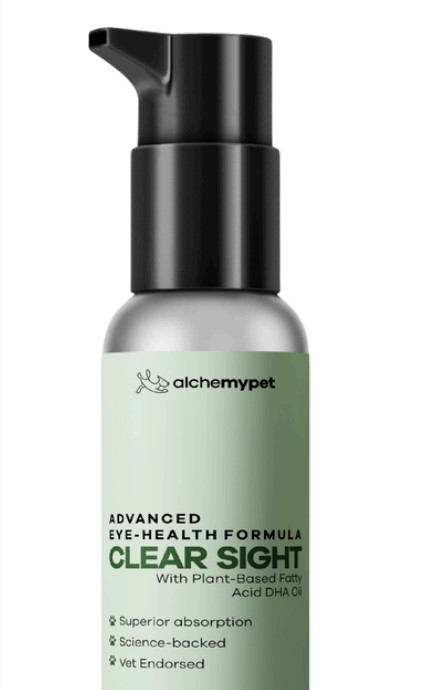 alchemypet
ADVANCED
EYE-HEALTH FORMULA
CLEAR SIGHT
With Plant-Based Fatty
Acid DHA Oil
Superior absorption
Science-backed
Vet Endorsed